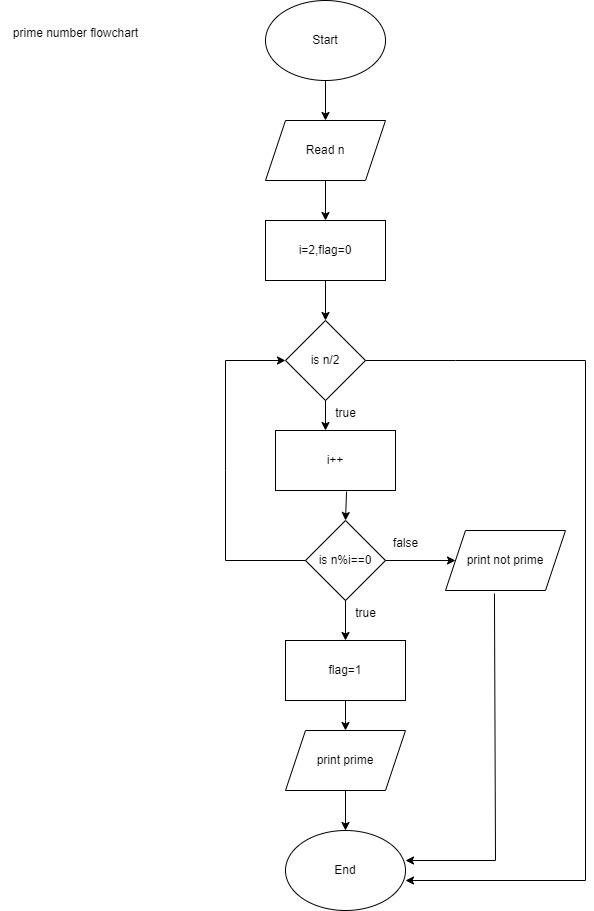 prime number flowchart
Start
Read n
i=2,flag=0
is n/2
true
i++
is n%i==0
false
print not prime
true
flag=1
print prime
End